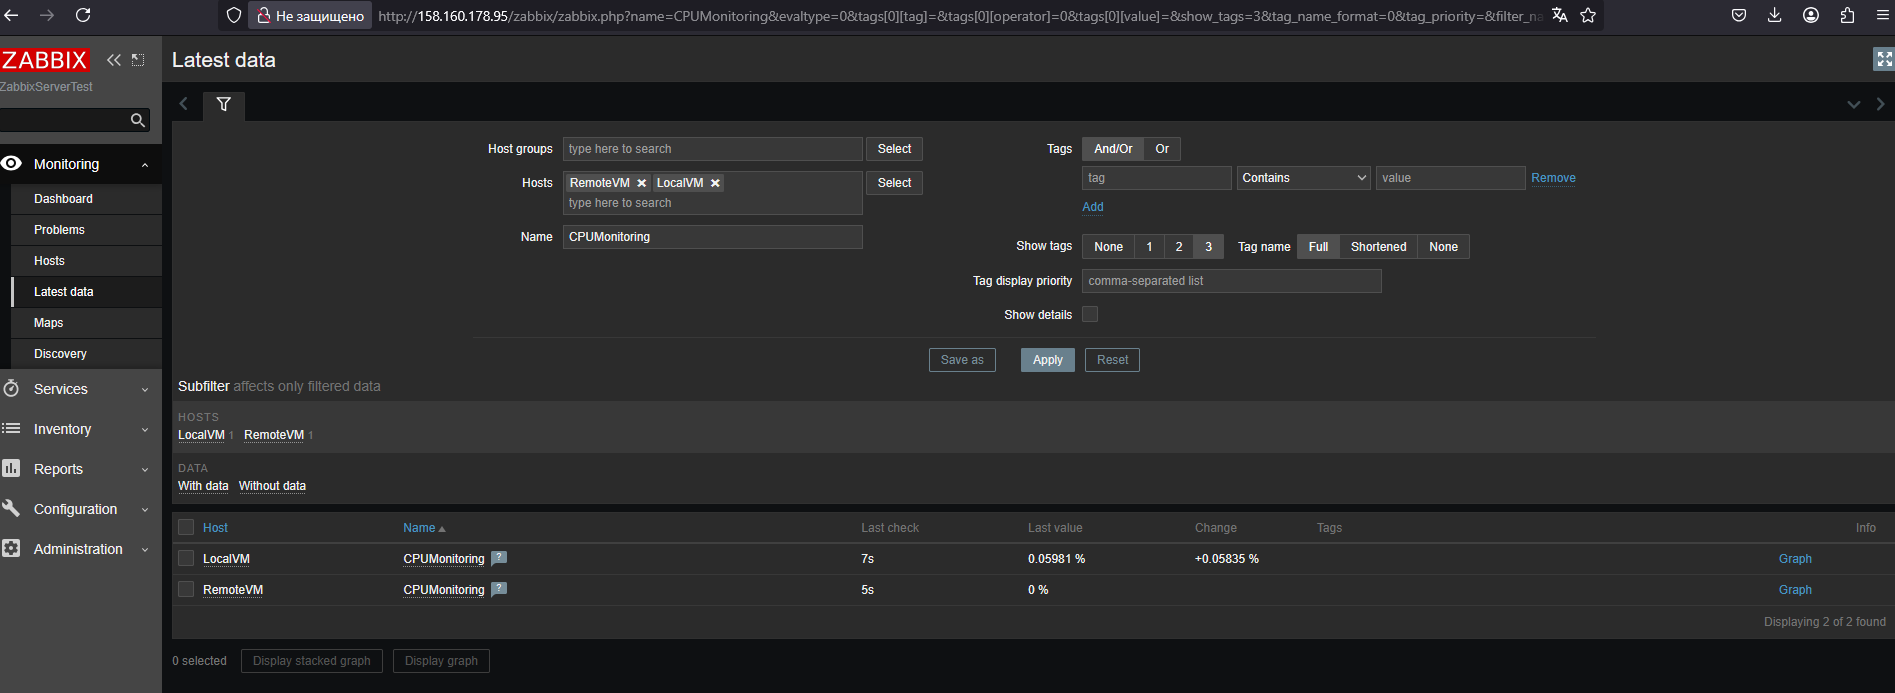 Не защищено
http://158.160.178.95/zabbix/zabbix.php?name=CPUMonitoring&evaltype=0&tags[0][tag]=&tags[0][operator]=0&tags[0][value]=&show_tags=3&tag_name_format=0&tag_priority=&filter_na
ZABBIX
ZabbixServerTest
Monitoring
Dashboard
Problems
Hosts
Latest data
Maps
Discovery
Services
Inventory
Reports
Configuration
Administration
Latest data
Host groups type here to search Select
Hosts RemoteVM LocalVM Select
type here to search
Name CPUMonitoring
Tags And/Or Or
tag Contains value Remove
Add
Show tags None 1 2 3 Tag name Full Shortened None
Tag display priority comma-separated list
Show details
Save as Apply Reset
Subfilter affects only filtered data
HOSTS
LocalVM 1 RemoteVM 1
DATA
With data Without data
Host Name Last check Last value Change Tags Info
LocalVM CPUMonitoring ? 7s 0.05981 % +0.05835 % Graph
RemoteVM CPUMonitoring ? 5s 0 % Graph
Displaying 2 of 2 found
0 selected Display stacked graph Display graph